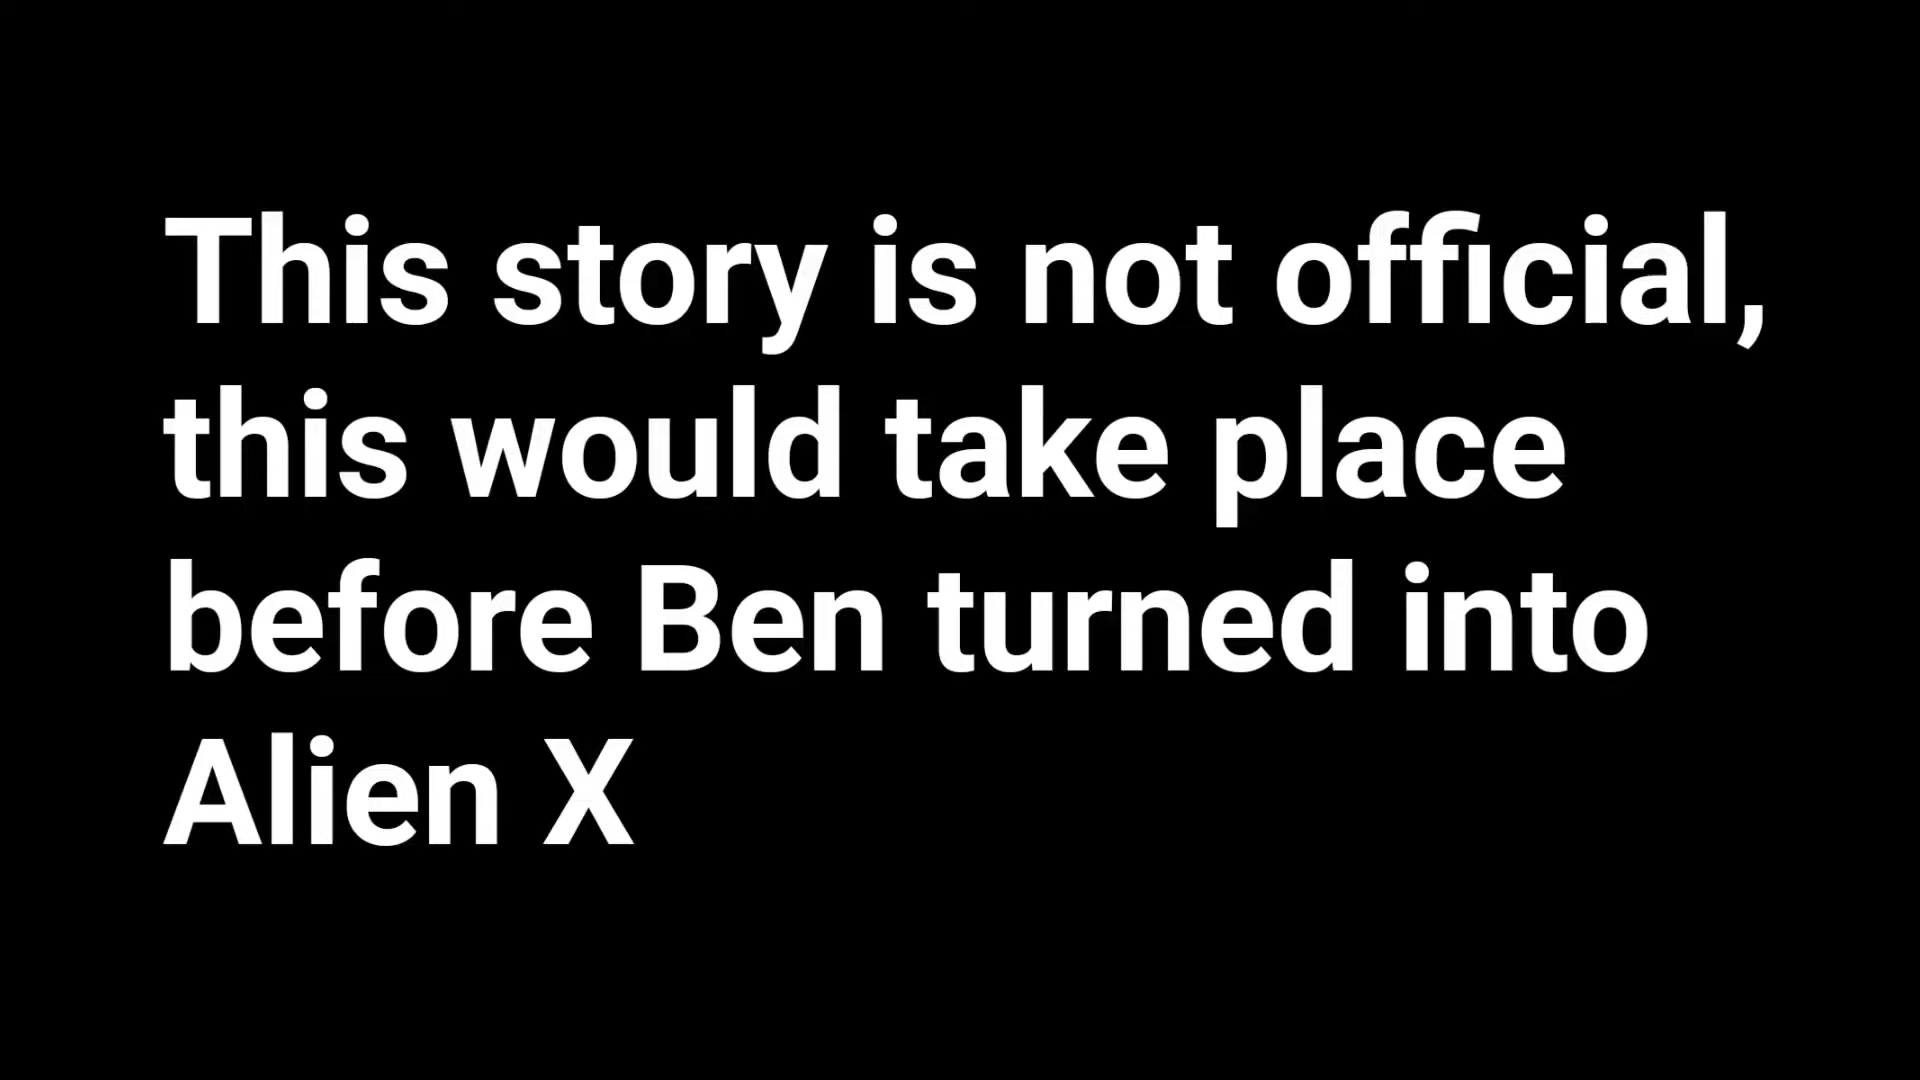 This story is not official,
this would take place
before Ben turned into
Alien X